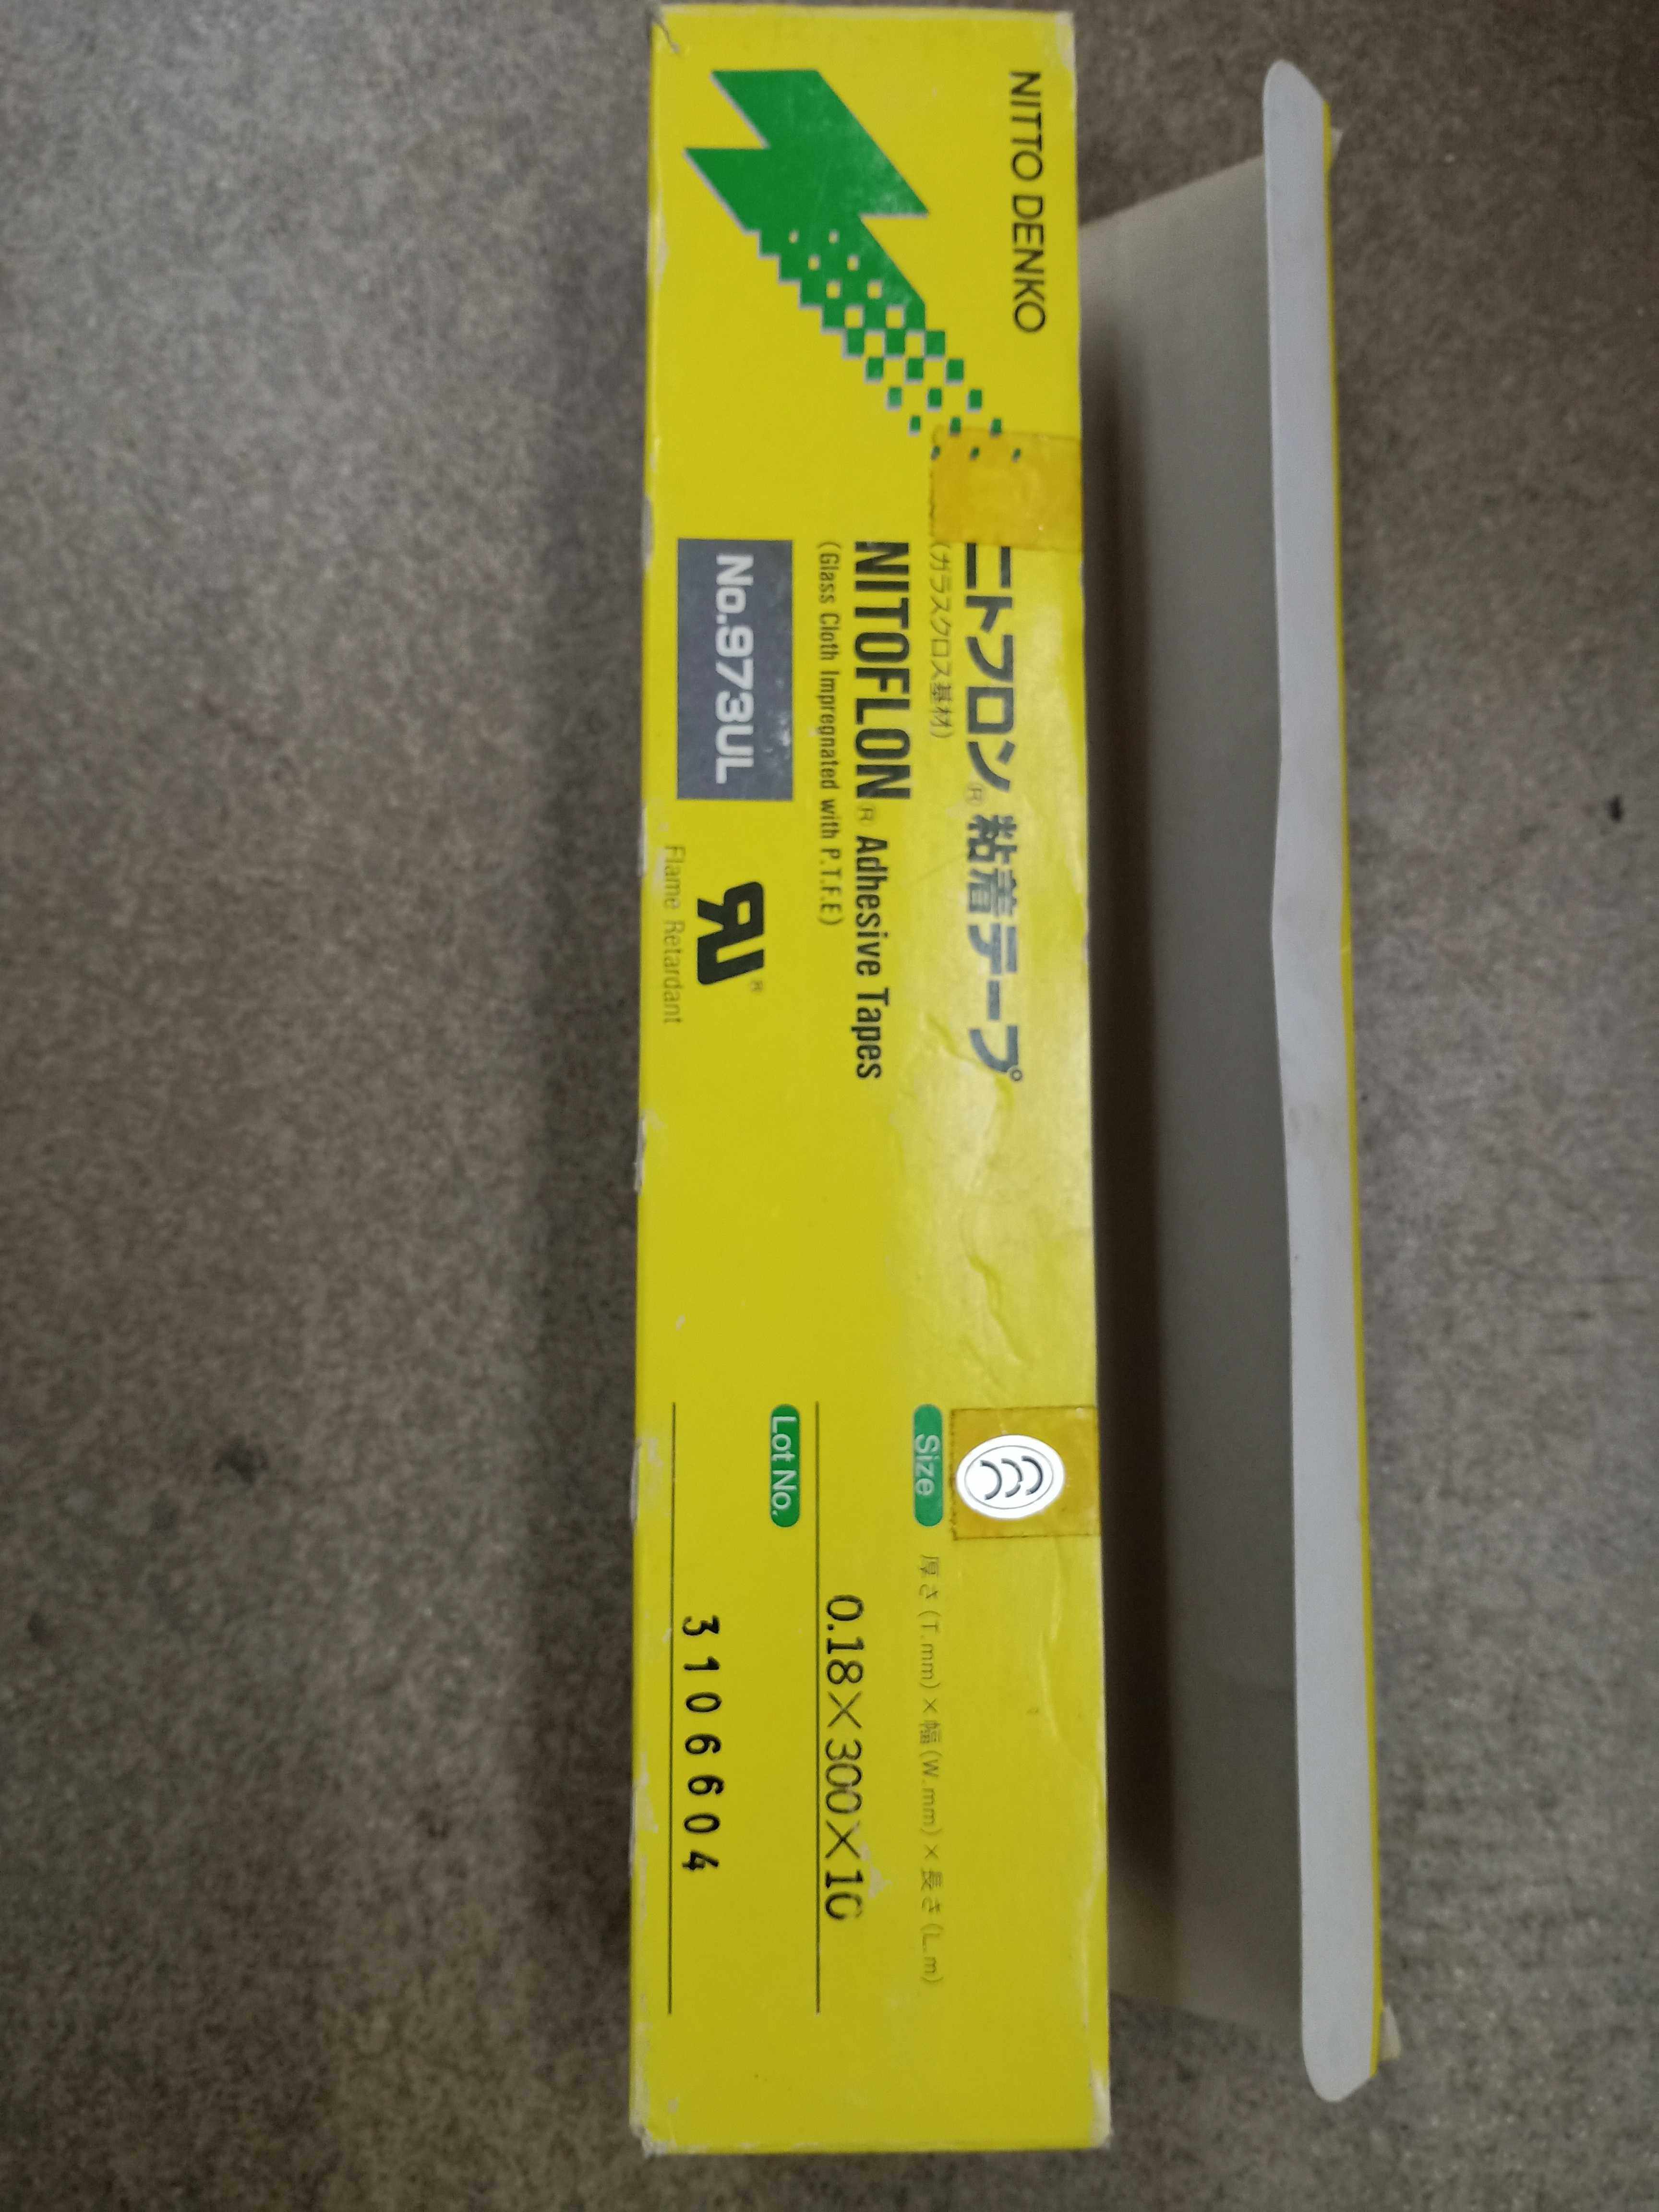 NITTO DENKO
ニトフロン® 粘着テープ
(ガラスクロス基材)
NITOFLON® Adhesive Tapes
(Glass Cloth Impregnated with P.T.F.E)
No.973UL
Flame Retardant
Size 厚さ(T.mm)×幅(W.mm)×長さ(L.m)
0.18×300×10
Lot No.
3106604